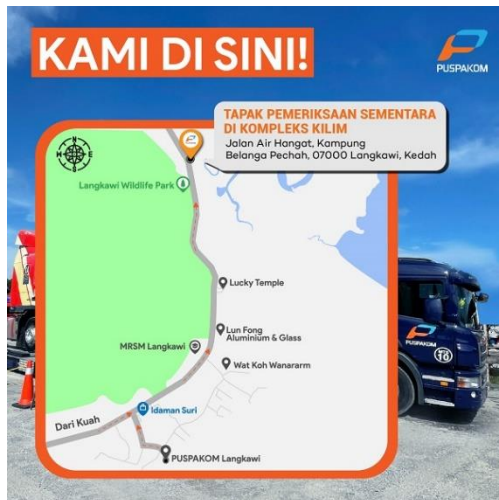 KAMI DI SINI!
PUSPAKOM
TAPAK PEMERIKSAAN SEMENTARA
DI KOMPLEKS KILIM
Jalan Air Hangat, Kampung
Belanga Pechah, 07000 Langkawi, Kedah
N
E
S
Langkawi Wildlife Park
Lucky Temple
Lun Fong
Aluminium & Glass
MRSM Langkawi
Wat Koh Wanararm
Idaman Suri
Dari Kuah
PUSPAKOM Langkawi
PUSPAKOM
10